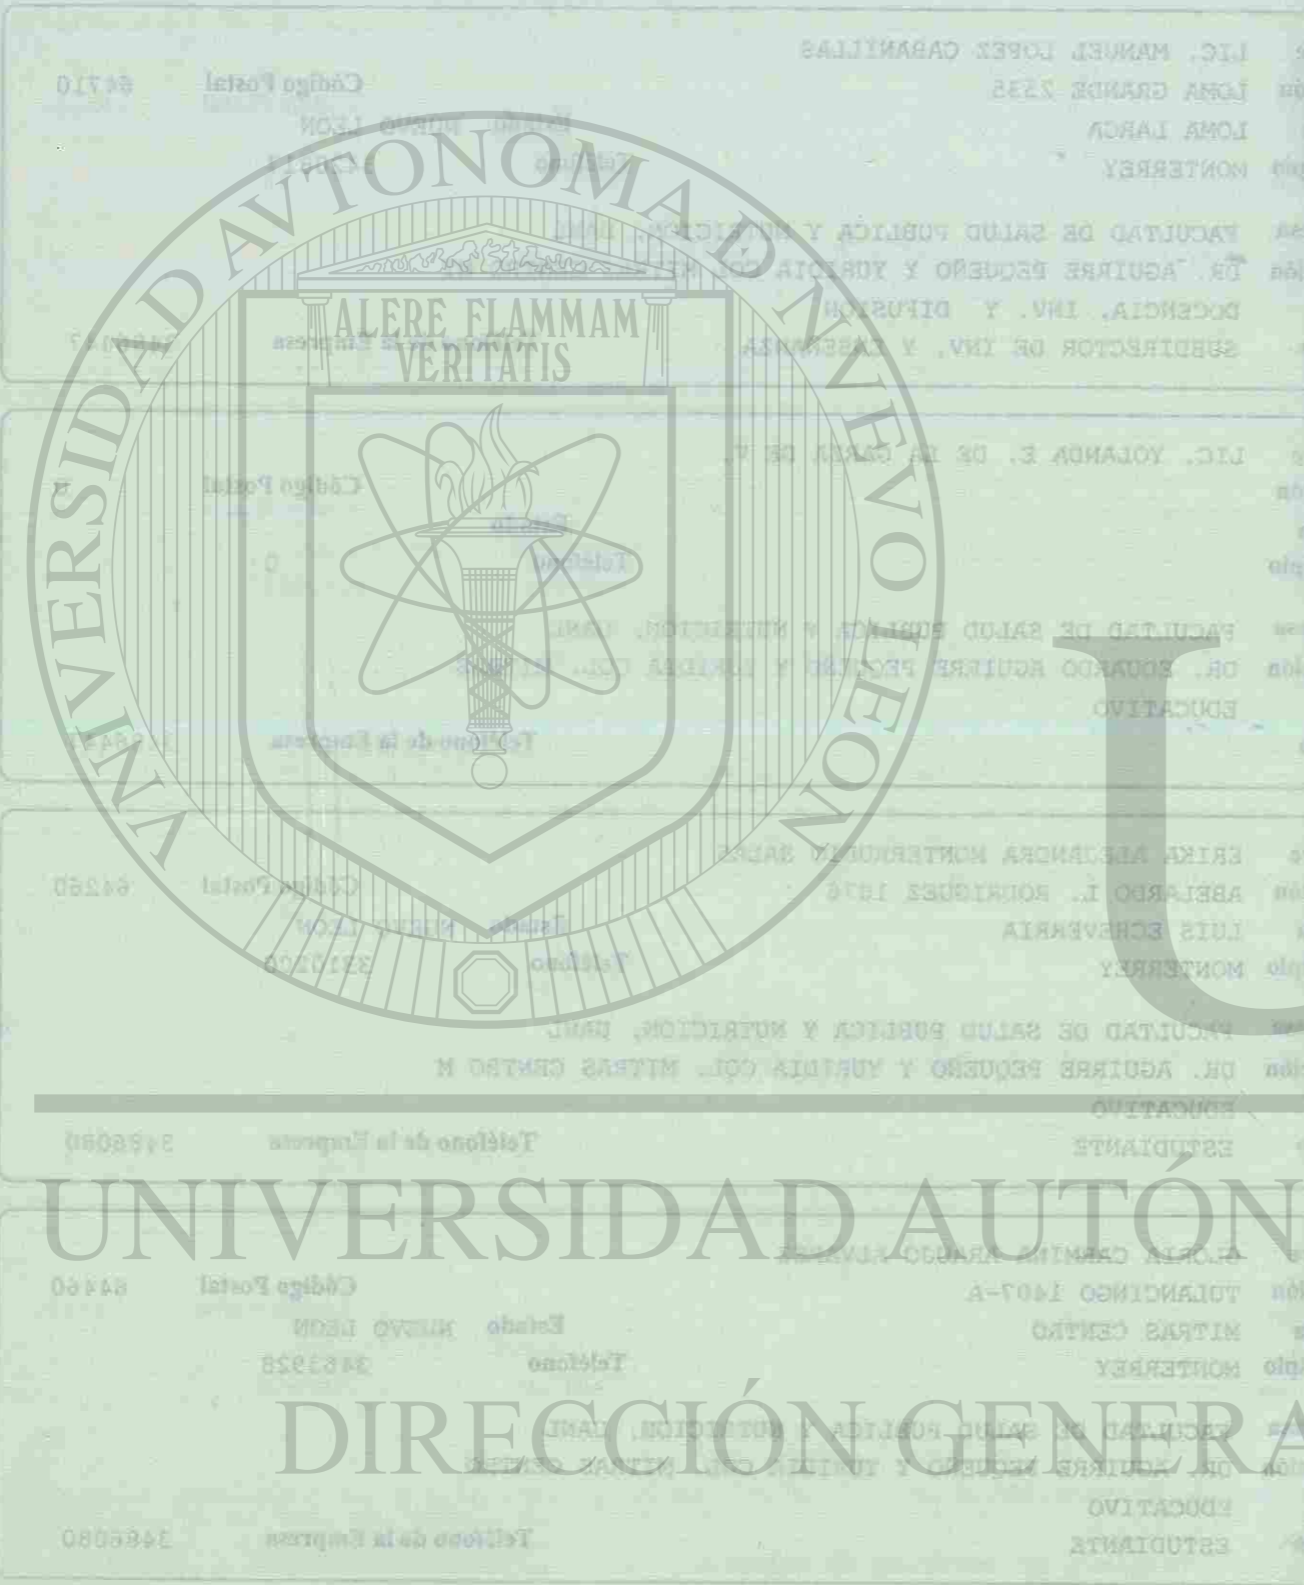 LIC. MANUEL LOPEZ CABANILLAS
LOMA GRANDE 2535 Código Postal 64710
LOMA LARGA Estado NUEVO LEON
MONTERREY Teléfono
FACULTAD DE SALUD PUBLICA Y NUTRICION, UANL
DR. AGUIRRE PEQUEÑO Y YURIDIA COL.
DOCENCIA, INV. Y DIFUSION
SUBDIRECTOR DE INV. Y ENSEÑANZA Teléfono de la Empresa
LIC. YOLANDA E. DE LA GARZA DE V.
Código Postal
Estado
Teléfono 0
FACULTAD DE SALUD PUBLICA Y NUTRICION, UANL
DR. EDUARDO AGUIRRE PEQUEÑO Y YURIDIA COL. MITRAS
EDUCATIVO
Teléfono de la Empresa
ERIKA ALEJANDRA MONTERRUBIO
ABELARDO L. RODRIGUEZ 1876 Código Postal 64260
LUIS ECHEVERRIA Estado NUEVO LEON
MONTERREY Teléfono
FACULTAD DE SALUD PUBLICA Y NUTRICION, UANL
DR. AGUIRRE PEQUEÑO Y YURIDIA COL. MITRAS CENTRO M
EDUCATIVO
ESTUDIANTE Teléfono de la Empresa 3486080
GLORIA CARMINA ARAUJO ALVAREZ
TULANCINGO 1407-A Código Postal 64460
MITRAS CENTRO Estado NUEVO LEON
MONTERREY Teléfono 3463928
FACULTAD DE SALUD PUBLICA Y NUTRICION, UANL
DR. AGUIRRE PEQUEÑO Y YURIDIA COL. MITRAS CENTRO
EDUCATIVO
ESTUDIANTE Teléfono de la Empresa 3486080
UNIVERSIDAD AVTONOMA D NVEVO LEON
ALERE FLAMMAM
VERITATIS
U
UNIVERSIDAD AUTÓN
DIRECCIÓN GENERA